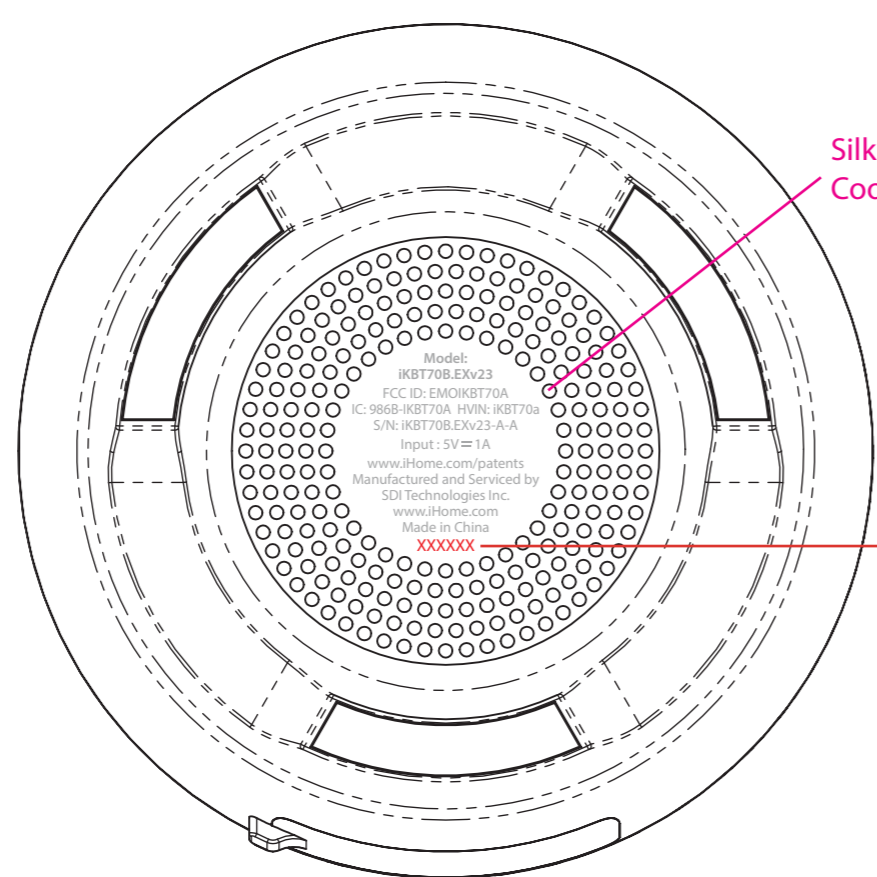 Silk
Model:
iKBT70B.EXv23
FCC ID: EMOIKBT70A
IC: 986B-IKBT70A HVIN: iKBT70a
S/N: iKBT70B.EXv23-A-A
Input : 5V⎓1A
www.iHome.com/patents
Manufactured and Serviced by
SDI Technologies Inc.
www.iHome.com
Made in China
XXXXXX